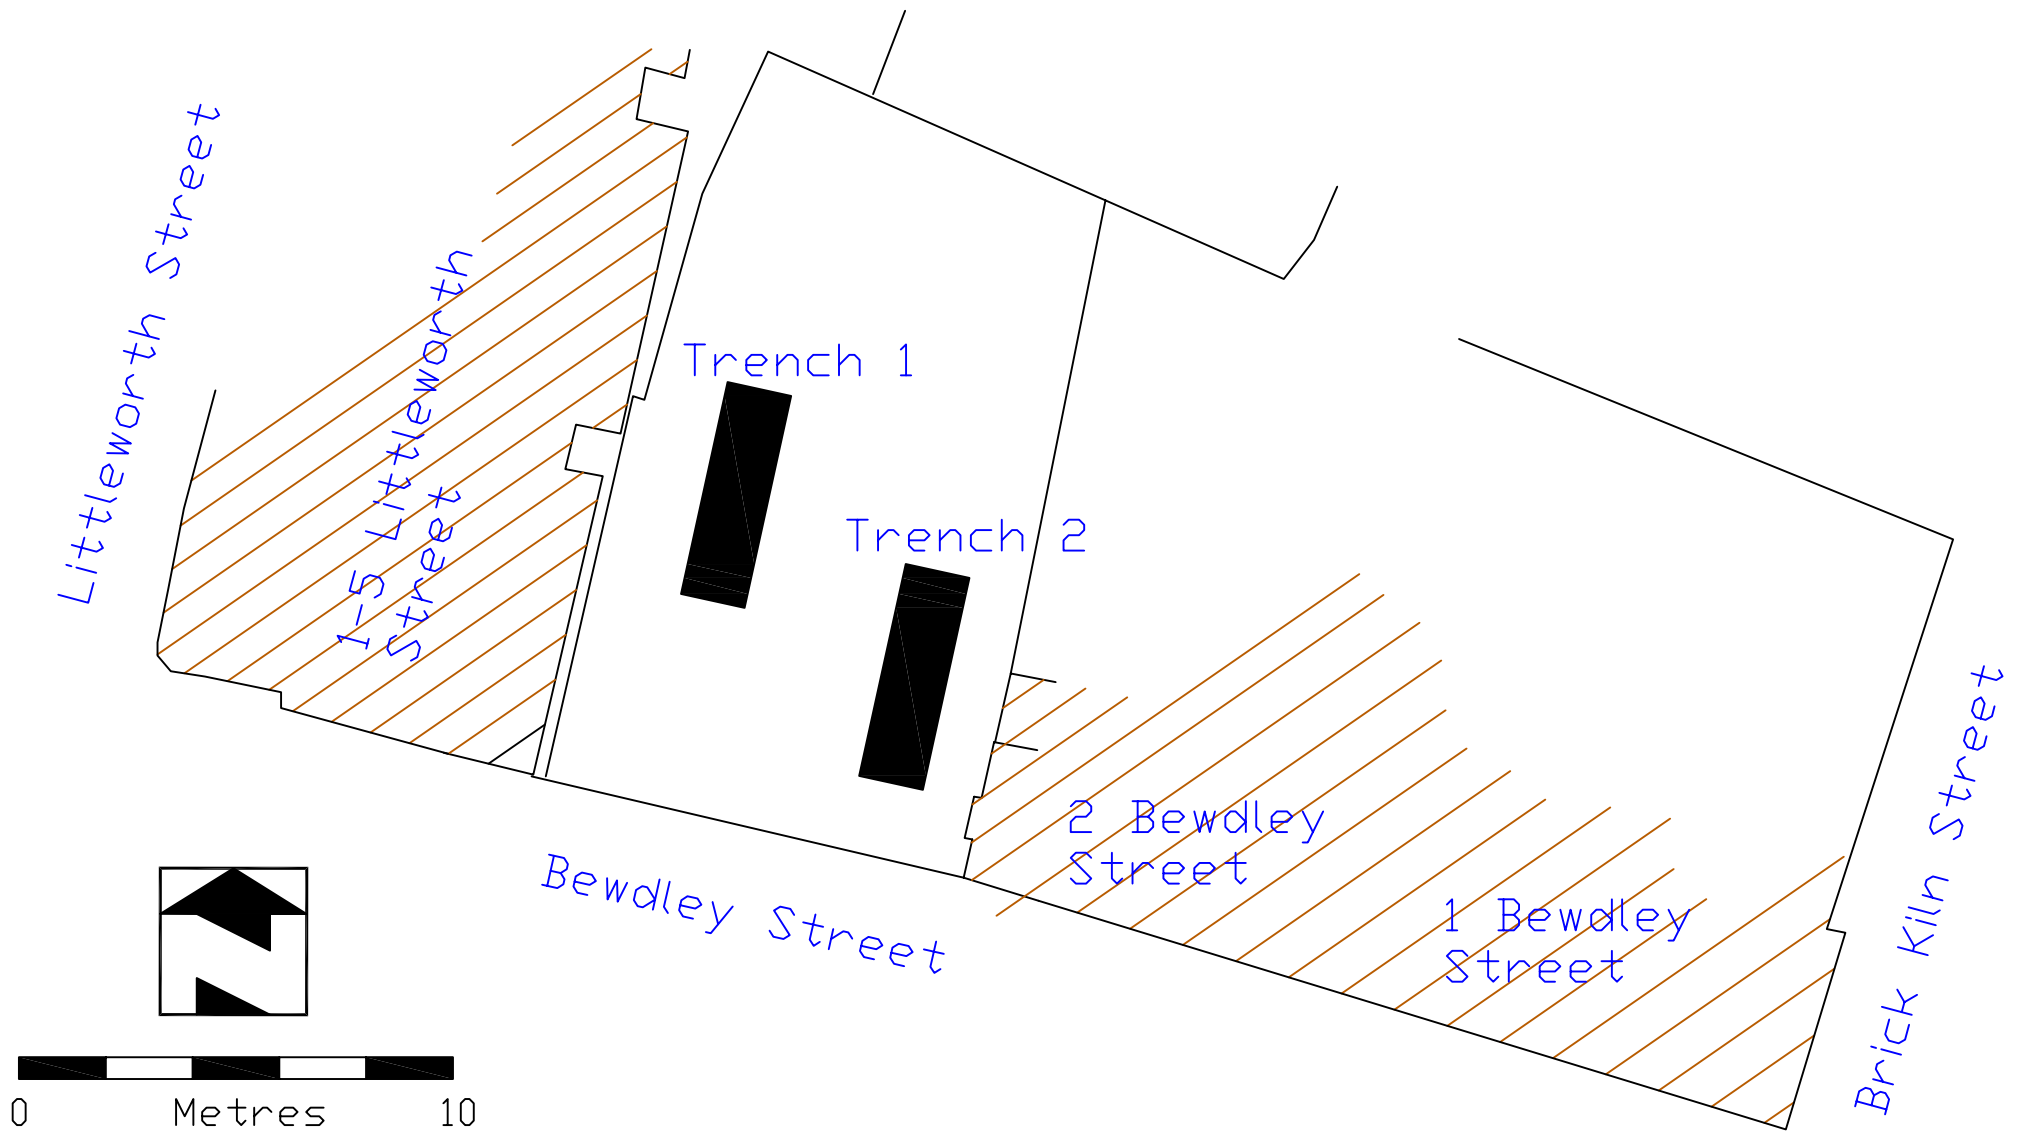 Littleworth Street
1-5 Littleworth
Street
Trench 1
Trench 2
2 Bewdley
Street
1 Bewdley
Street
Bewdley Street
Brick Kiln Street
0 Metres 10